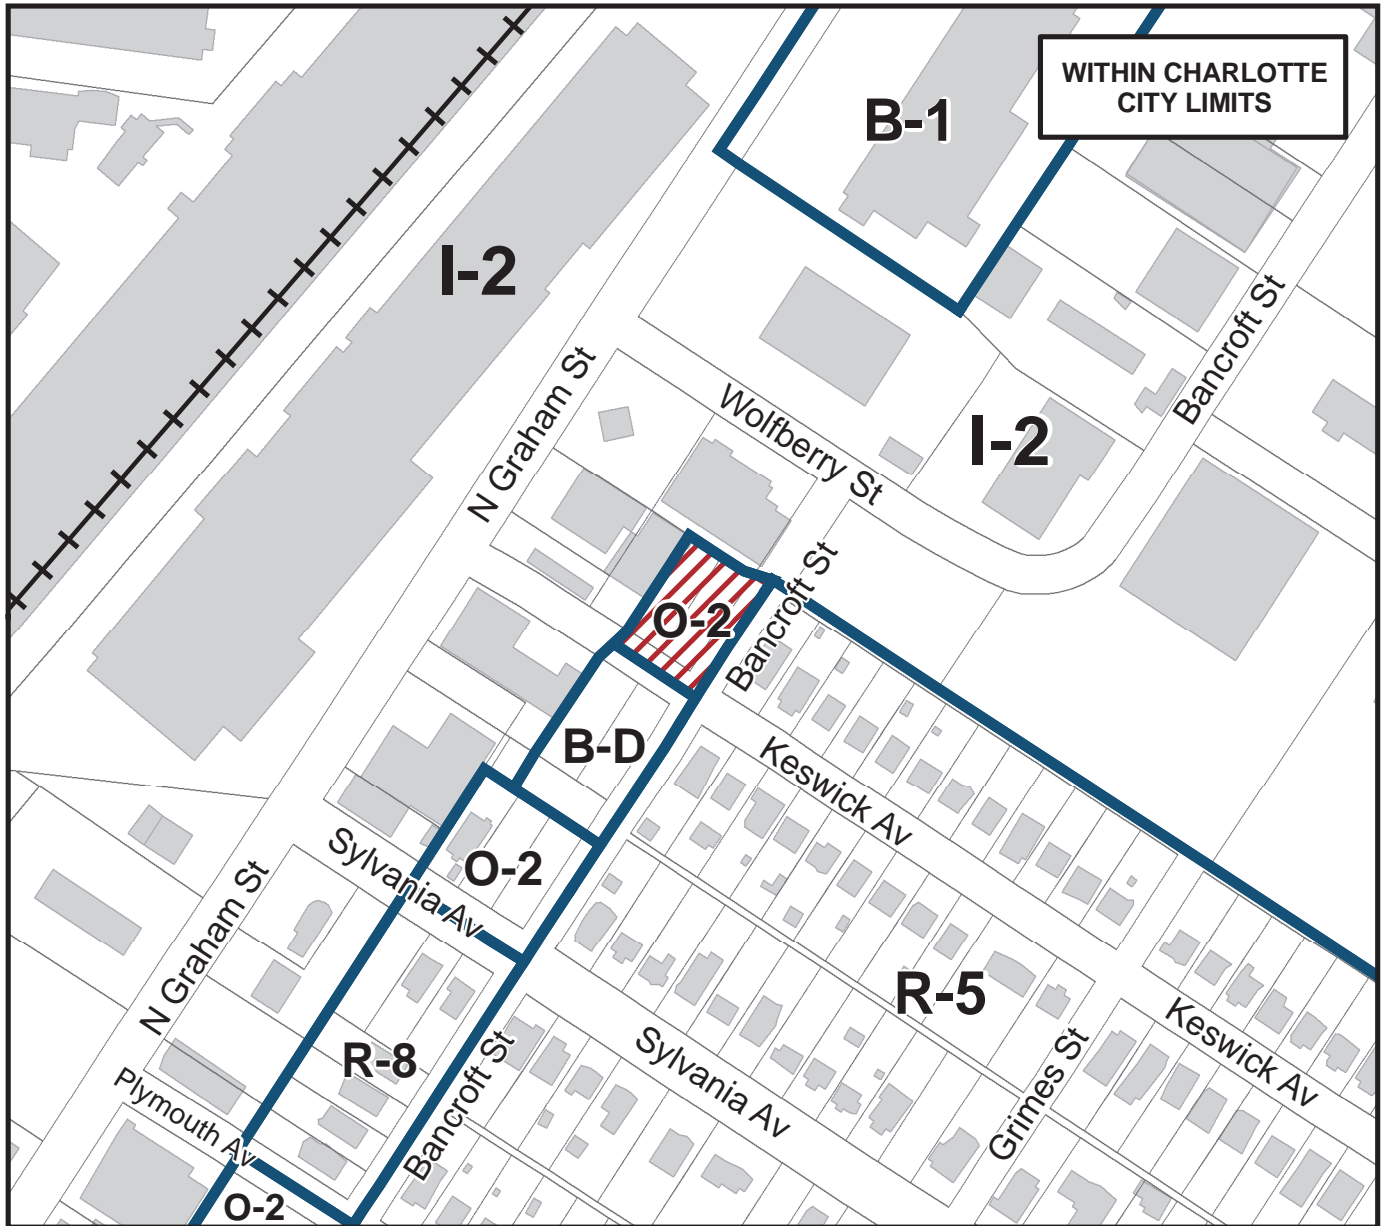 WITHIN CHARLOTTE
CITY LIMITS
B-1
I-2
Bancroft St
N Graham St
Wolfberry St
I-2
Bancroft St
O-2
B-D
Keswick Av
O-2
Sylvania Av
N Graham St
R-5
R-8
Bancroft St
Sylvania Av
Grimes St
Keswick Av
Plymouth Av
O-2